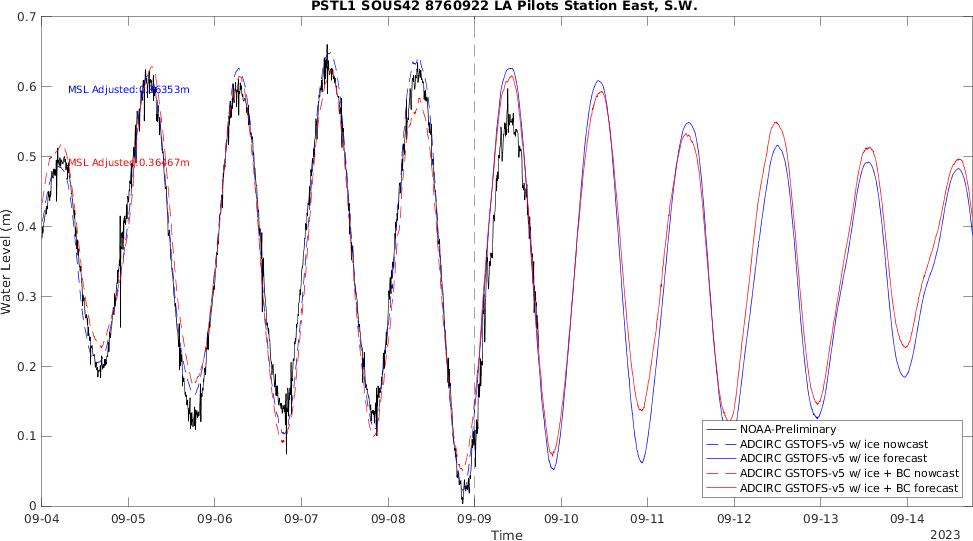 PSTL1 SOUS42 8760922 LA Pilots Station East, S.W.
0.7
0.6
0.5
0.4
0.3
0.2
0.1
0
Water Level (m)
MSL Adjusted:0.36353m
MSL Adjusted:0.36467m
NOAA-Preliminary
ADCIRC GSTOFS-v5 w/ ice nowcast
ADCIRC GSTOFS-v5 w/ ice forecast
ADCIRC GSTOFS-v5 w/ ice + BC nowcast
ADCIRC GSTOFS-v5 w/ ice + BC forecast
09-04 09-05 09-06 09-07 09-08 09-09 09-10 09-11 09-12 09-13 09-14
Time
2023